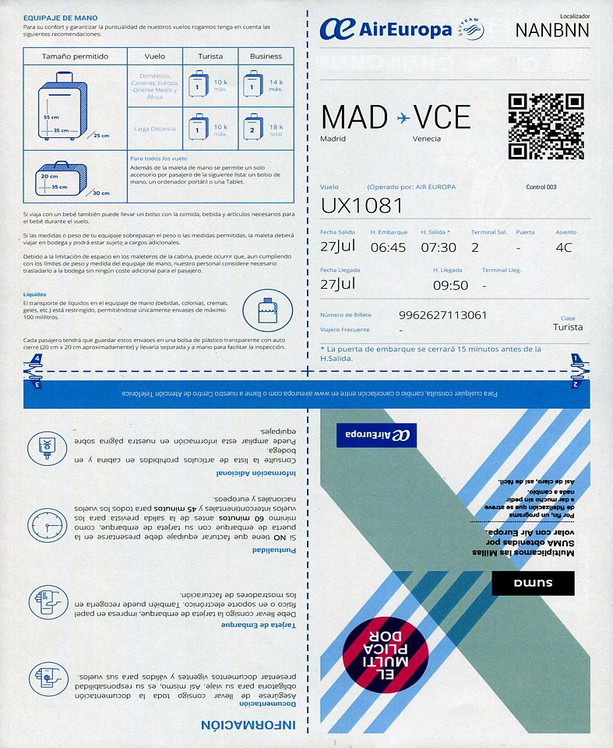 EQUIPAJE DE MANO
Para su confort y garantizar la puntualidad de nuestros vuelos rogamos tenga en cuenta las
siguientes recomendaciones:
Tamaño permitido Vuelo Turista Business
Doméstico,
Canarias, Europa,
Oriente Medio y
África
1 10 k
máx.
1 14 k
máx.
Larga Distancia
1 10 k
máx.
2 18 k
total
55 cm
35 cm
25 cm
Para todos los vuelo
Además de la maleta de mano se permite un solo
accesorio por pasajero de la siguiente lista: un bolso de
mano, un ordenador portátil o una Tablet.
20 cm
35 cm
30 cm
Si viaja con un bebé también puede llevar un bolso con la comida, bebida y artículos necesarios para
el bebé durante el vuelo.
Si las medidas o peso de tu equipaje sobrepasan el peso o las medidas permitidas, la maleta deberá
viajar en bodega y podrá estar sujeto a cargos adicionales.
Debido a la limitación de espacio en los maleteros de la cabina, puede ocurrir que, aun cumpliendo
con los límites de peso y medida del equipaje de mano, nuestro personal considere necesario
trasladarlo a la bodega sin ningún coste adicional para el pasajero.
Líquidos
El transporte de líquidos en el equipaje de mano (bebidas, colonias, cremas,
geles, etc.) está restringido, permitiéndose únicamente envases de máximo
100 mililitros.
Cada pasajero tendrá que guardar estos envases en una bolsa de plástico transparente con auto
cierre (20 cm x 20 cm aproximadamente) y llevarla separada y a mano para facilitar la inspección.
AirEuropa
SKYTEAM
Localizador
NANBNN
MAD VCE
Madrid Venecia
Vuelo (Operado por: AIR EUROPA Control 003
UX1081
Fecha Salida H. Embarque H. Salida * Terminal Sal. Puerta Asiento
27Jul 06:45 07:30 2 - 4C
Fecha Llegada H. Llegada Terminal Lleg.
27Jul 09:50 -
Número de Billete 9962627113061 Clase
Viajero Frecuente - Turista
* La puerta de embarque se cerrará 15 minutos antes de la
H.Salida.
4
3
1
2
Para cualquier consulta, cambio o cancelación entre en www.aireuropa.com o llame a nuestro Centro de Atención Telefónica
INFORMACIÓN
Documentación
Asegúrese de llevar consigo toda la documentación
obligatoria para su viaje. Así mismo, es su responsabilidad
presentar documentos vigentes y válidos para sus vuelos.
Tarjeta de Embarque
Debe llevar consigo la tarjeta de embarque, impresa en papel
físico o en soporte electrónico. También puede recogerla en
los mostradores de facturación.
Puntualidad
Si NO tiene que facturar equipaje debe presentarse en la
puerta de embarque con su tarjeta de embarque, como
mínimo 60 minutos antes de la salida prevista para los
vuelos intercontinentales y 45 minutos para todos los vuelos
nacionales y europeos.
Información Adicional
Consulte la lista de artículos prohibidos en cabina y en
bodega.
Puede ampliar esta información en nuestra página sobre
equipajes.
EL
MULTI
PLICA
DOR
suma
Multiplicamos las Millas
SUMA obtenidas por
volar con Air Europa.
Por fin, un programa
de fidelización que se atreve
a dar mucho sin pedir
nada a cambio.
Así de claro, así de fácil.
AirEuropa